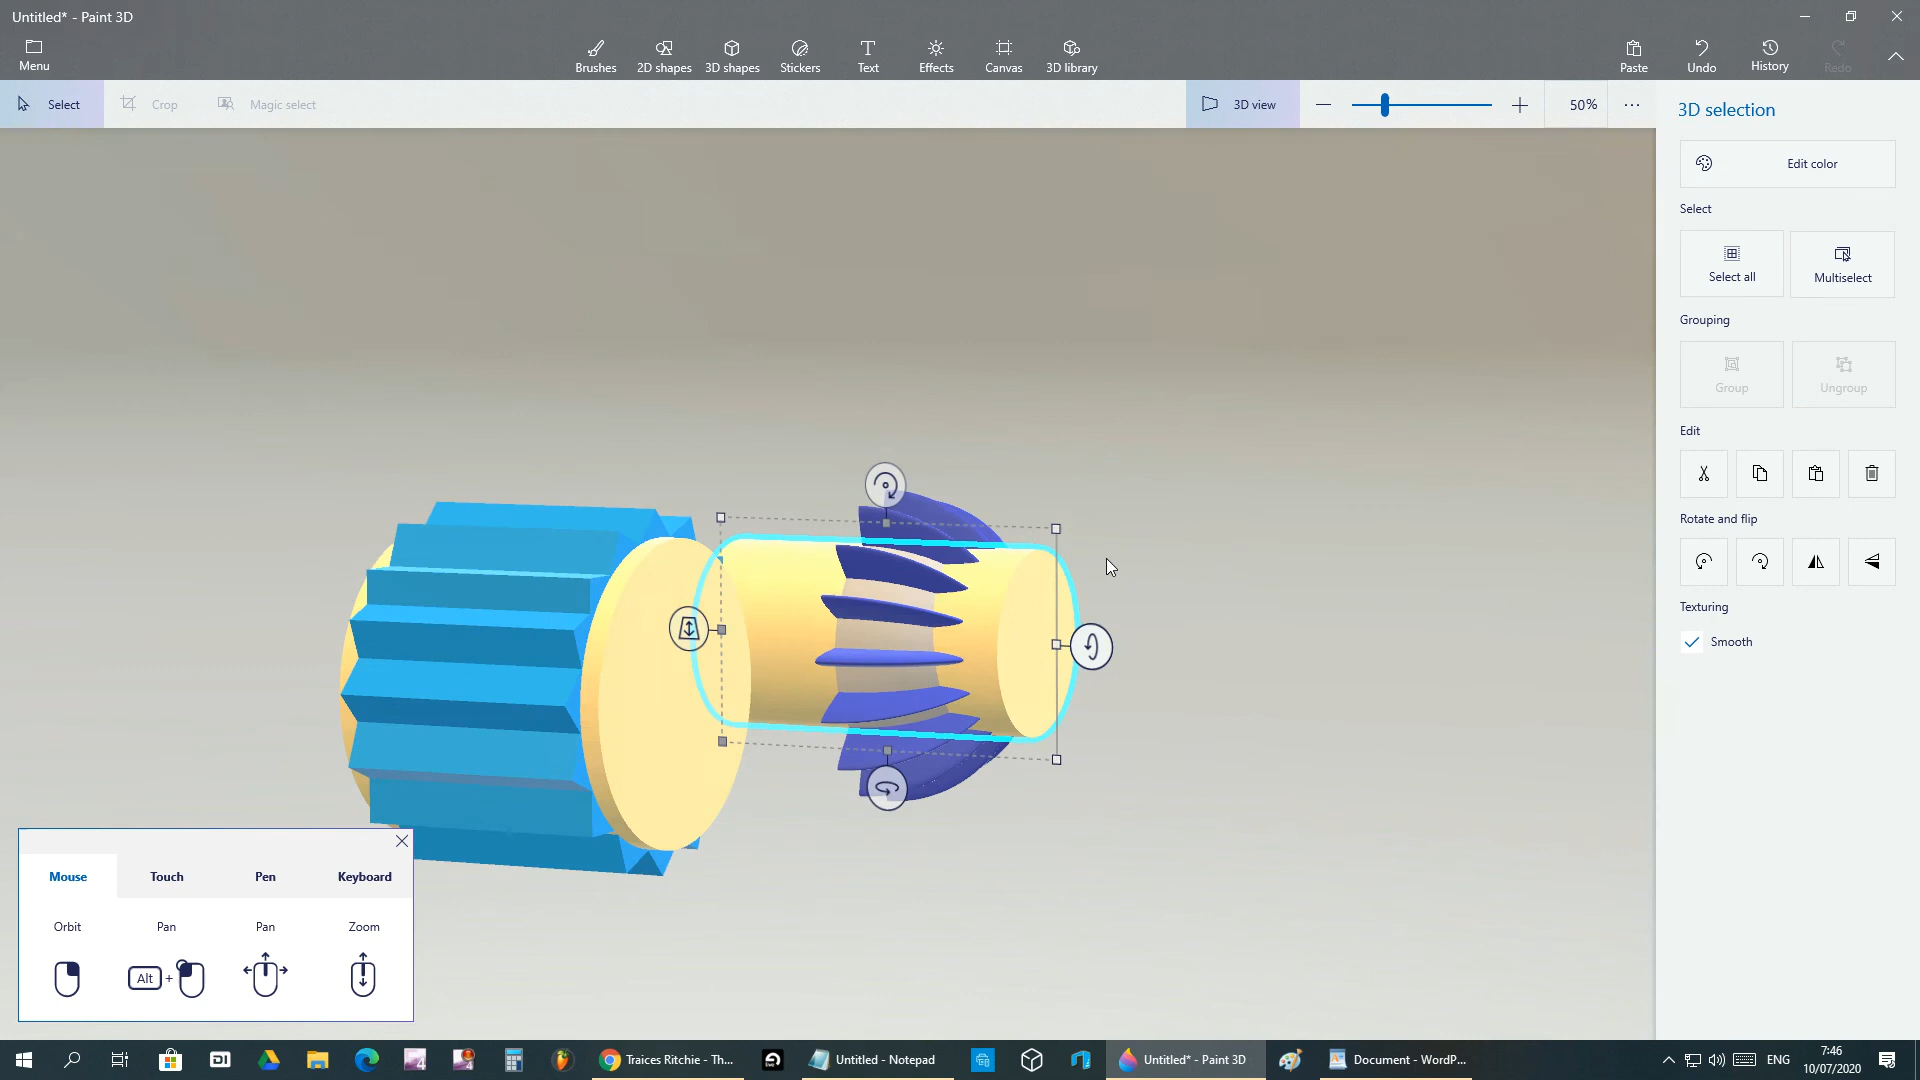 Untitled* - Paint 3D
Menu
Brushes
2D shapes
3D shapes
Stickers
Text
Effects
Canvas
3D library
Paste
Undo
History
Redo
Select
Crop
Magic select
3D view
50%
3D selection
Edit color
Select
Select all
Multiselect
Grouping
Group
Ungroup
Edit
Rotate and flip
Texturing
Smooth
Mouse
Touch
Pen
Keyboard
Orbit
Pan
Pan
Zoom
Alt +
DI
4
4
Traices Ritchie - Th...
Untitled - Notepad
Untitled* - Paint 3D
Document - WordP...
ENG
7:46
10/07/2020